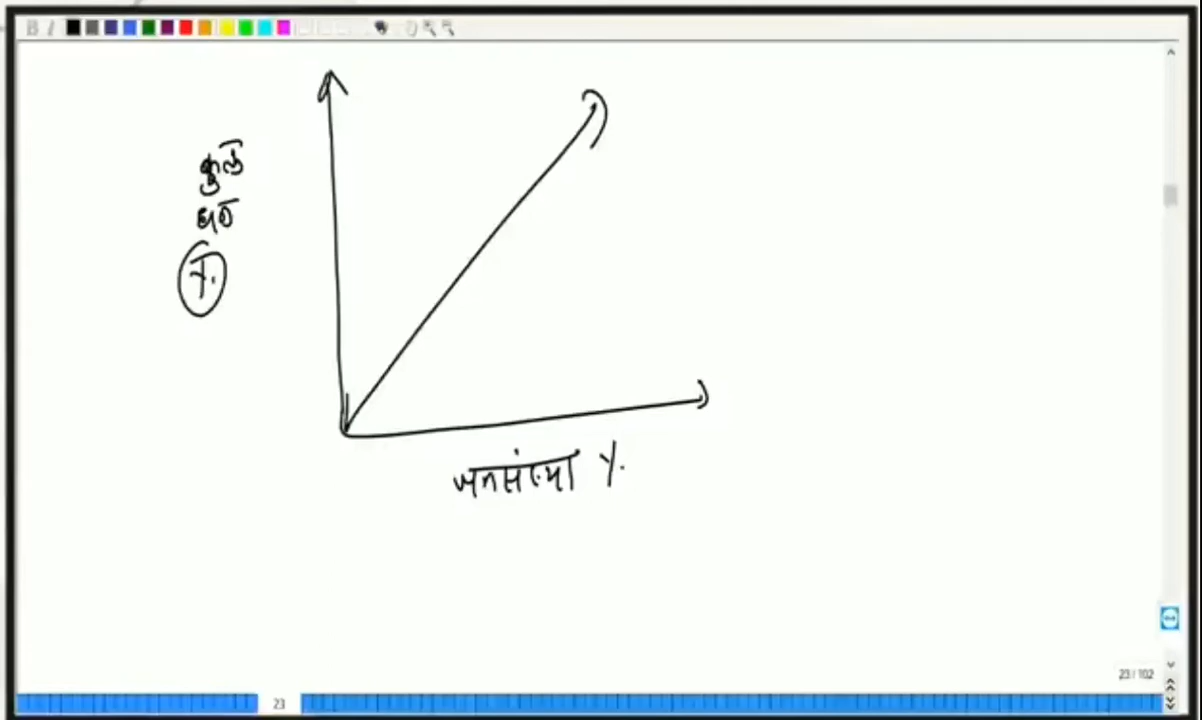 कुल
धन
%
जनसंख्या %
23 / 102
23